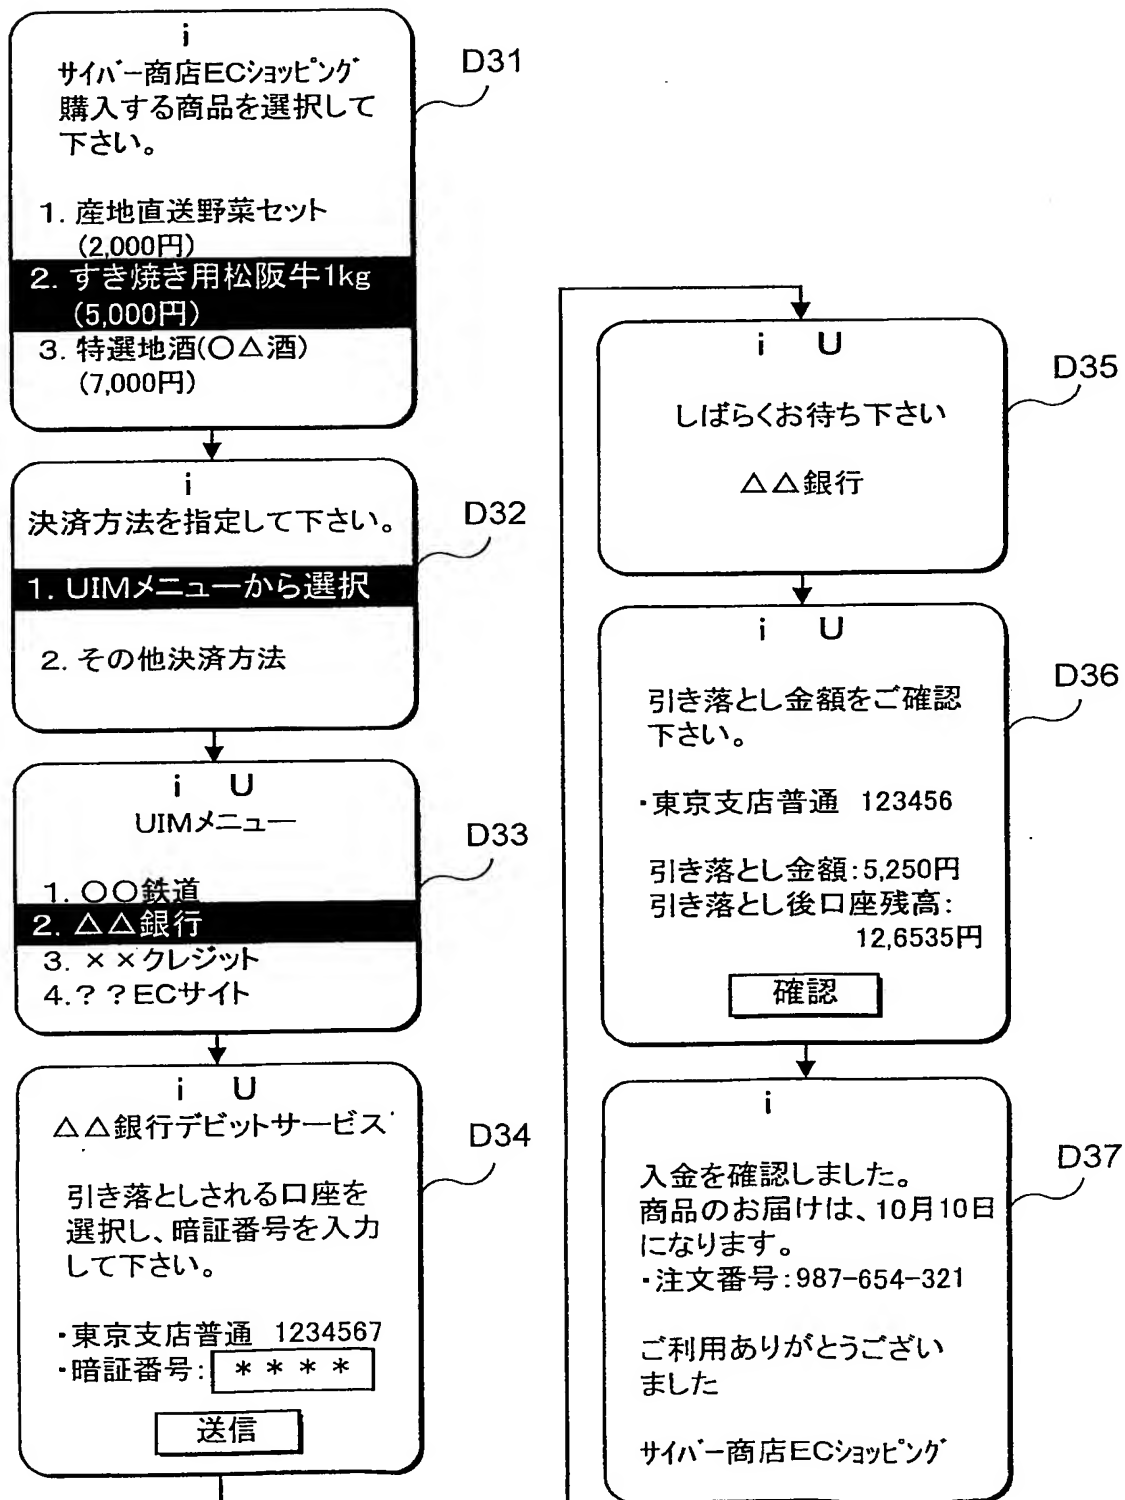 i
サイバー商店ECショッピング
購入する商品を選択して
下さい。
1. 産地直送野菜セット
(2,000円)
2. すき焼き用松阪牛1kg
(5,000円)
3. 特選地酒(〇△酒)
(7,000円)
D31
i
決済方法を指定して下さい。
1. UIMメニューから選択
2. その他決済方法
D32
i U
UIMメニュー
1. 〇〇鉄道
2. △△銀行
3. ××クレジット
4.??ECサイト
D33
i U
△△銀行デビットサービス
引き落としされる口座を
選択し、暗証番号を入力
して下さい。
・東京支店普通 1234567
・暗証番号: ****
送信
D34
i U
しばらくお待ち下さい
△△銀行
D35
i U
引き落とし金額をご確認
下さい。
・東京支店普通 123456
引き落とし金額:5,250円
引き落とし後口座残高:
12,6535円
確認
D36
i
入金を確認しました。
商品のお届けは、10月10日
になります。
・注文番号:987-654-321
ご利用ありがとうござい
ました
サイバー商店ECショッピング
D37